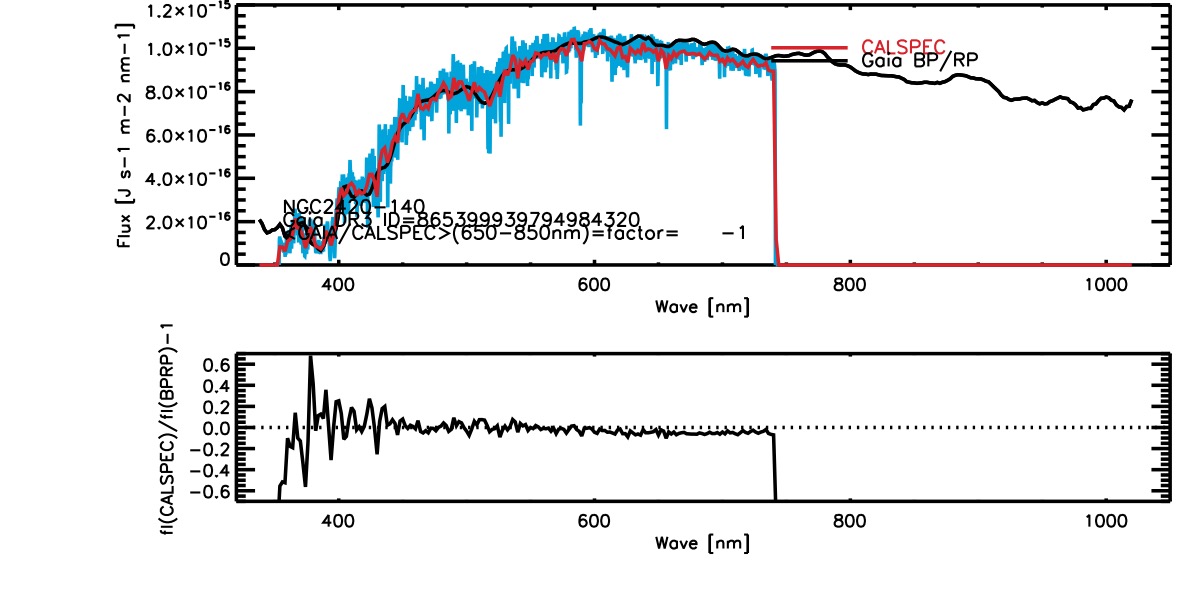 1.2×10−15
1.0×10−15
8.0×10−16
6.0×10−16
4.0×10−16
2.0×10−16
0
Flux [J s−1 m−2 nm−1]
CALSPEC
Gaia BP/RP
NGC2420−140
Gaia DR3 ID=865399939794984320
<GAIA/CALSPEC>(650−850nm)=factor= −1
400 600 800 1000
Wave [nm]
fl(CALSPEC)/fl(BPRP)−1
0.6
0.4
0.2
0.0
−0.2
−0.4
−0.6
400 600 800 1000
Wave [nm]